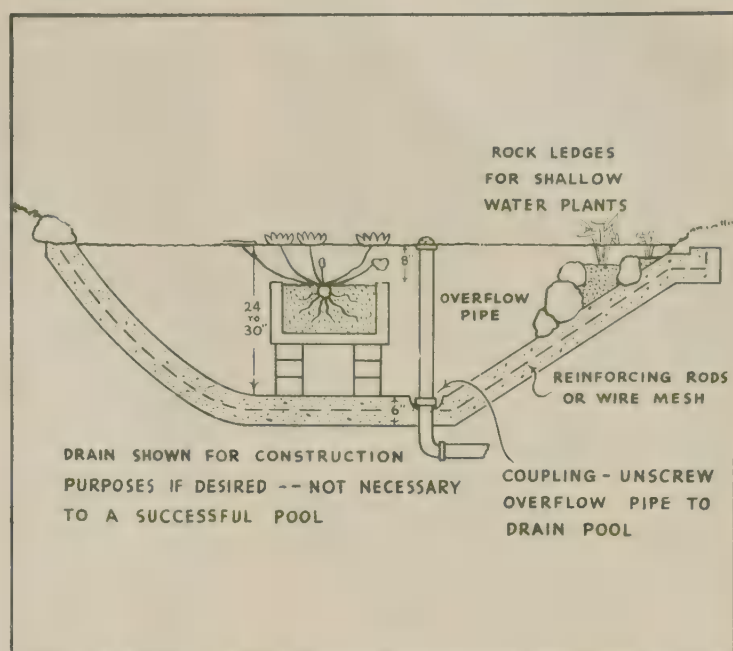 ROCK LEDGES
FOR SHALLOW
WATER PLANTS
8"
24
TO
30"
OVERFLOW
PIPE
6"
REINFORCING RODS
OR WIRE MESH
DRAIN SHOWN FOR CONSTRUCTION
PURPOSES IF DESIRED -- NOT NECESSARY
TO A SUCCESSFUL POOL
COUPLING - UNSCREW
OVERFLOW PIPE TO
DRAIN POOL